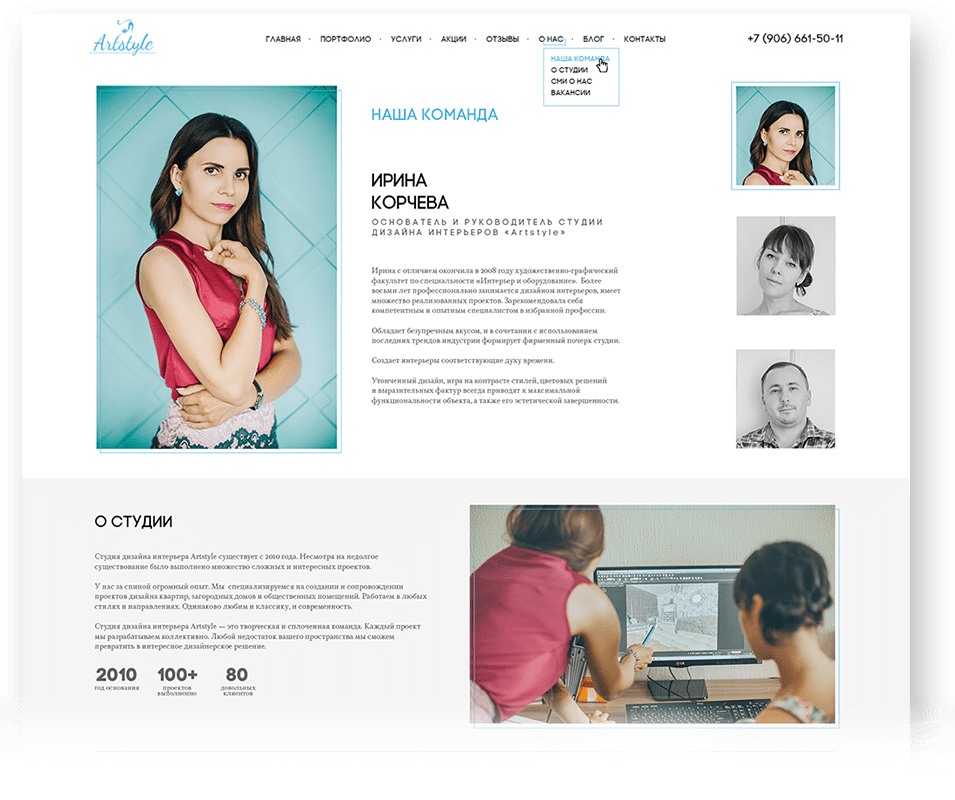 Artstyle
ГЛАВНАЯ · ПОРТФОЛИО · УСЛУГИ · АКЦИИ · ОТЗЫВЫ · О НАС · БЛОГ · КОНТАКТЫ
+7 (906) 661-50-11
НАША КОМАНДА
О СТУДИИ
СМИ О НАС
ВАКАНСИИ
НАША КОМАНДА
ИРИНА
КОРЧЕВА
ОСНОВАТЕЛЬ И РУКОВОДИТЕЛЬ СТУДИИ
ДИЗАЙНА ИНТЕРЬЕРОВ «Artstyle»
Ирина с отличием окончила в 2008 году художественно-графический
факультет по специальности «Интерьер и оборудование». Более
восьми лет профессионально занимается дизайном интерьеров, имеет
множество реализованных проектов. Зарекомендовала себя
компетентным и опытным специалистом в избранной профессии.
Обладает безупречным вкусом, и в сочетании с использованием
последних трендов индустрии формирует фирменный почерк студии.
Создает интерьеры соответствующие духу времени.
Утонченный дизайн, игра на контрасте стилей, цветовых решений
и выразительных фактур всегда приводят к максимальной
функциональности объекта, а также его эстетической завершенности.
О СТУДИИ
Студия дизайна интерьера Artstyle существует с 2010 года. Несмотря на недолгое
существование было выполнено множество сложных и интересных проектов.
У нас за спиной огромный опыт. Мы специализируемся на создании и сопровождении
проектов дизайна квартир, загородных домов и общественных помещений. Работаем в любых
стилях и направлениях. Одинаково любим и классику, и современность.
Студия дизайна интерьера Artstyle — это творческая и сплоченная команда. Каждый проект
мы разрабатываем коллективно. Любой недостаток вашего пространства мы сможем
превратить в интересное дизайнерское решение.
2010 100+ 80
год основания проектов довольных
выполненно клиентов